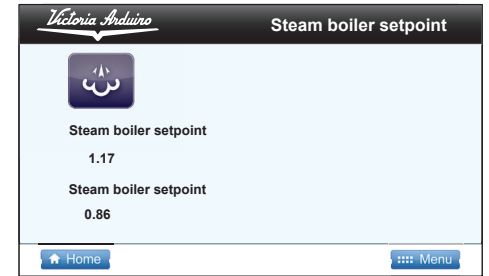 Victoria Arduino
Steam boiler setpoint
Steam boiler setpoint
1.17
Steam boiler setpoint
0.86
Home
Menu